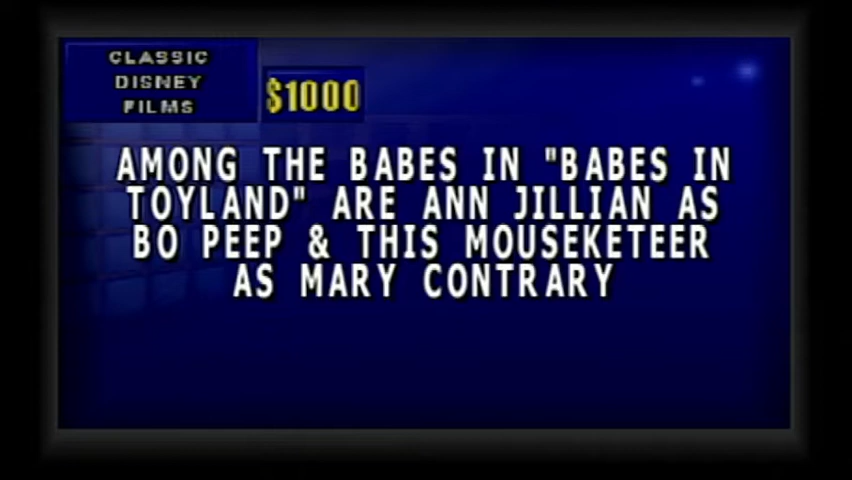 CLASSIC
DISNEY
FILMS
$1000
AMONG THE BABES IN "BABES IN
TOYLAND" ARE ANN JILLIAN AS
BO PEEP & THIS MOUSEKETEER
AS MARY CONTRARY